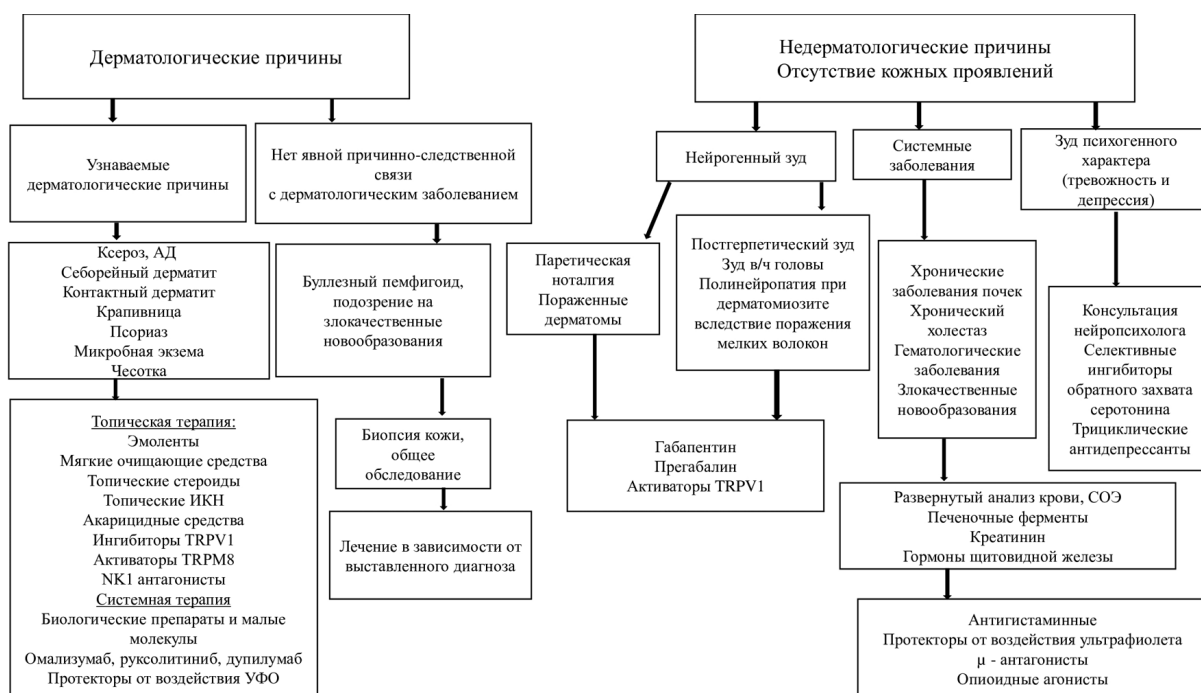 Дерматологические причины
Недерматологические причины
Отсутствие кожных проявлений
Узнаваемые
дерматологические причины
Нет явной причинно-следственной
связи
с дерматологическим заболеванием
Нейрогенный зуд
Системные
заболевания
Зуд психогенного
характера
(тревожность и
депрессия)
Ксероз, АД
Себорейный дерматит
Контактный дерматит
Крапивница
Псориаз
Микробная экзема
Чесотка
Буллезный пемфигоид,
подозрение на
злокачественные
новообразования
Паретическая
ноталгия
Пораженные
дерматомы
Постгерпетический зуд
Зуд в/ч головы
Полинейропатия при
дерматомиозите
вследствие поражения
мелких волокон
Хронические
заболевания почек
Хронический
холестаз
Гематологические
заболевания
Злокачественные
новообразования
Консультация
нейропсихолога
Селективные
ингибиторы
обратного захвата
серотонина
Трициклические
антидепрессанты
Топическая терапия:
Эмоленты
Мягкие очищающие средства
Топические стероиды
Топические ИКН
Акарицидные средства
Ингибиторы TRPV1
Активаторы TRPM8
NK1 антагонисты
Системная терапия
Биологические препараты и малые
молекулы
Омализумаб, руксолитиниб, дупилумаб
Протекторы от воздействия УФО
Биопсия кожи,
общее
обследование
Лечение в зависимости от
выставленного диагноза
Габапентин
Прегабалин
Активаторы TRPV1
Развернутый анализ крови, СОЭ
Печеночные ферменты
Креатинин
Гормоны щитовидной железы
Антигистаминные
Протекторы от воздействия ультрафиолета
µ - антагонисты
Опиоидные агонисты